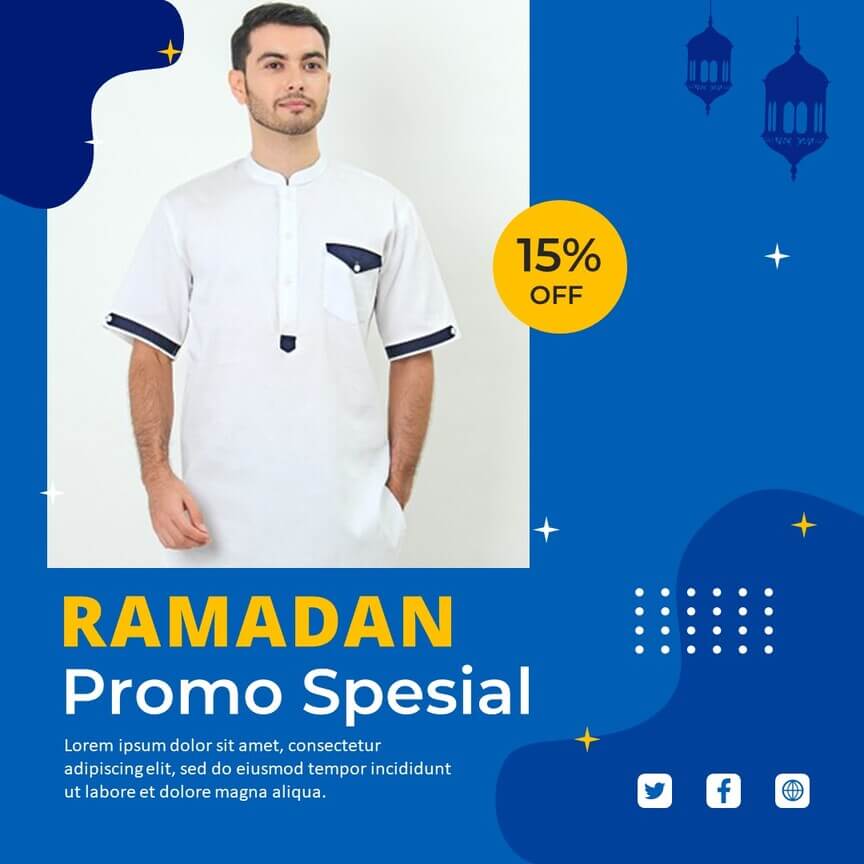 15%
OFF
RAMADAN
Promo Spesial
Lorem ipsum dolor sit amet, consectetur
adipiscing elit, sed do eiusmod tempor incididunt
ut labore et dolore magna aliqua.